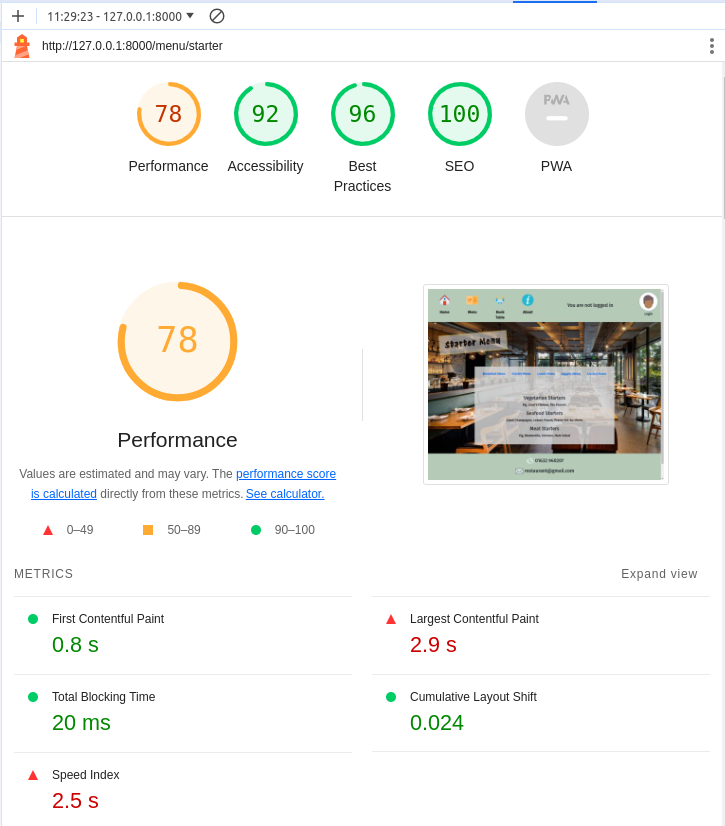 11:29:23 - 127.0.0.1:8000
http://127.0.0.1:8000/menu/starter
78
92
96
100
PWA
Performance
Accessibility
Best
Practices
SEO
PWA
78
Performance
Values are estimated and may vary. The performance score
is calculated directly from these metrics. See calculator.
0–49
50–89
90–100
Home
Menu
Book
Table
About
You are not logged in
Login
Starter Menu
Vegetarian Starters
Seafood Starters
Meat Starters
restaurant@gmail.com
METRICS
Expand view
First Contentful Paint
0.8 s
Largest Contentful Paint
2.9 s
Total Blocking Time
20 ms
Cumulative Layout Shift
0.024
Speed Index
2.5 s